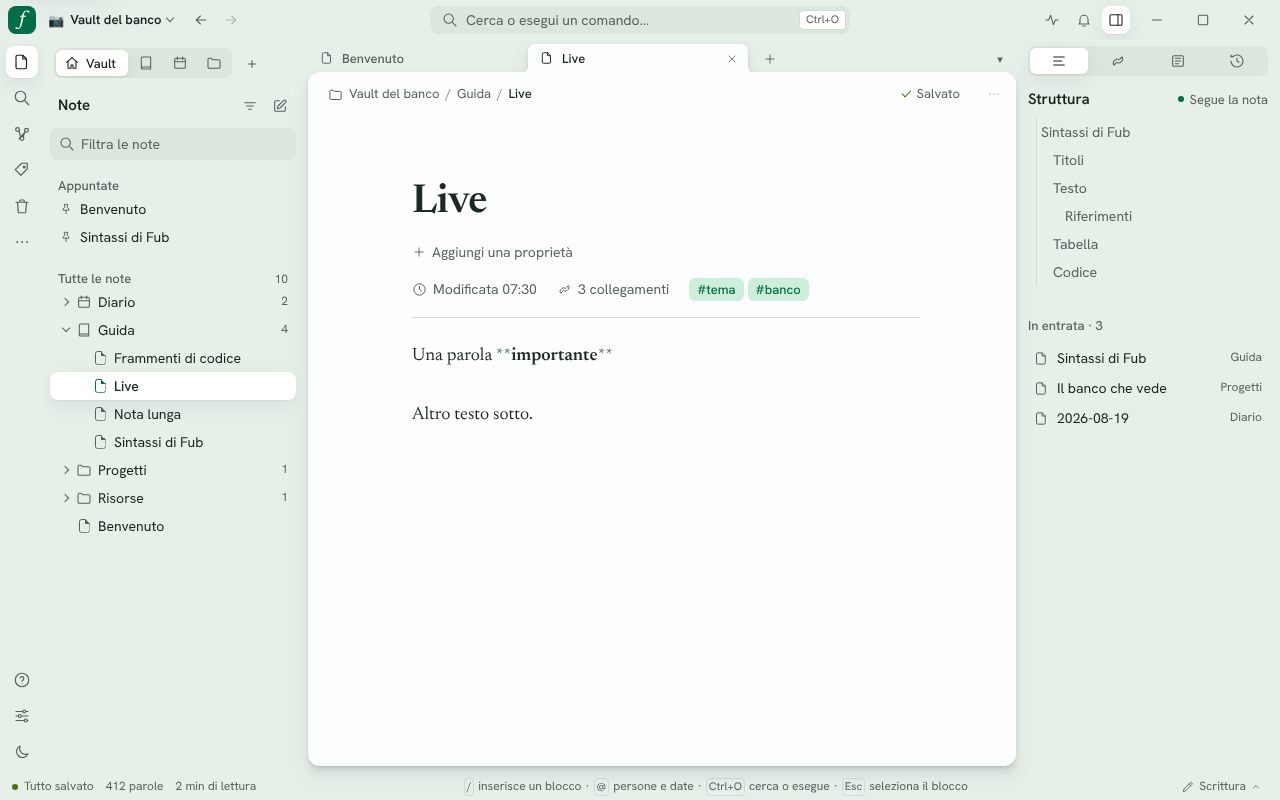 f
Vault del banco
Cerca o esegui un comando…
Ctrl+O
Vault
Note
Filtra le note
Appuntate
Benvenuto
Sintassi di Fub
Tutte le note 10
Diario 2
Guida 4
Frammenti di codice
Live
Nota lunga
Sintassi di Fub
Progetti 1
Risorse 1
Benvenuto
Benvenuto
Live
Vault del banco / Guida / Live
Salvato
Live
Aggiungi una proprietà
Modificata 07:30 3 collegamenti #tema #banco
Una parola **importante**
Altro testo sotto.
Struttura
Segue la nota
Sintassi di Fub
Titoli
Testo
Riferimenti
Tabella
Codice
In entrata · 3
Sintassi di Fub Guida
Il banco che vede Progetti
2026-08-19 Diario
Tutto salvato 412 parole 2 min di lettura
/ inserisce un blocco · @ persone e date · Ctrl+O cerca o esegue · Esc seleziona il blocco
Scrittura